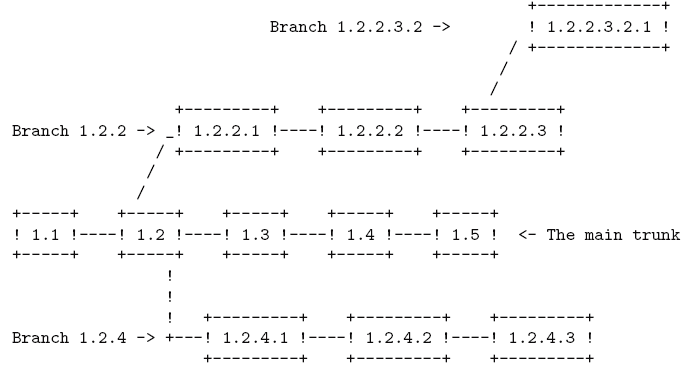 +-------------+
                           Branch 1.2.2.3.2 ->        ! 1.2.2.3.2.1 !
                                                    / +-------------+
                                                   /
                                                  /
                 +---------+    +---------+    +---------+
Branch 1.2.2 -> _! 1.2.2.1 !----! 1.2.2.2 !----! 1.2.2.3 !
               / +---------+    +---------+    +---------+
              /
             /
+-----+    +-----+    +-----+    +-----+    +-----+
! 1.1 !----! 1.2 !----! 1.3 !----! 1.4 !----! 1.5 !  <- The main trunk
+-----+    +-----+    +-----+    +-----+    +-----+
                !
                !
                !   +---------+    +---------+    +---------+
Branch 1.2.4 -> +---! 1.2.4.1 !----! 1.2.4.2 !----! 1.2.4.3 !
                    +---------+    +---------+    +---------+